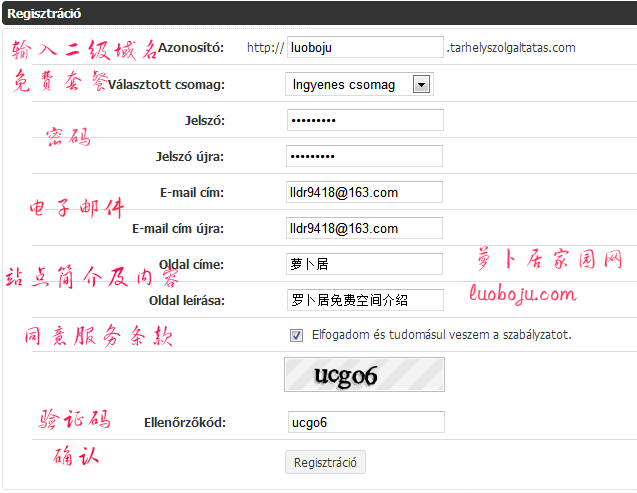 Regisztráció
输入二级域名 Azonosító: http:// luoboju .tarhelyszolgaltatas.com
免费套餐 Választott csomag: Ingyenes csomag
Jelszó: •••••••••
密码
Jelszó újra: •••••••••
E-mail cím: lldr9418@163.com
电子邮件
E-mail cím újra: lldr9418@163.com
Oldal címe: 萝卜居 萝卜居家园网
站点简介及内容
Oldal leírása: 罗卜居免费空间介绍 luoboju.com
同意服务条款 Elfogadom és tudomásul veszem a szabályzatot.
ucgo6
验证码 Ellenőrzőkód: ucgo6
确认 Regisztráció